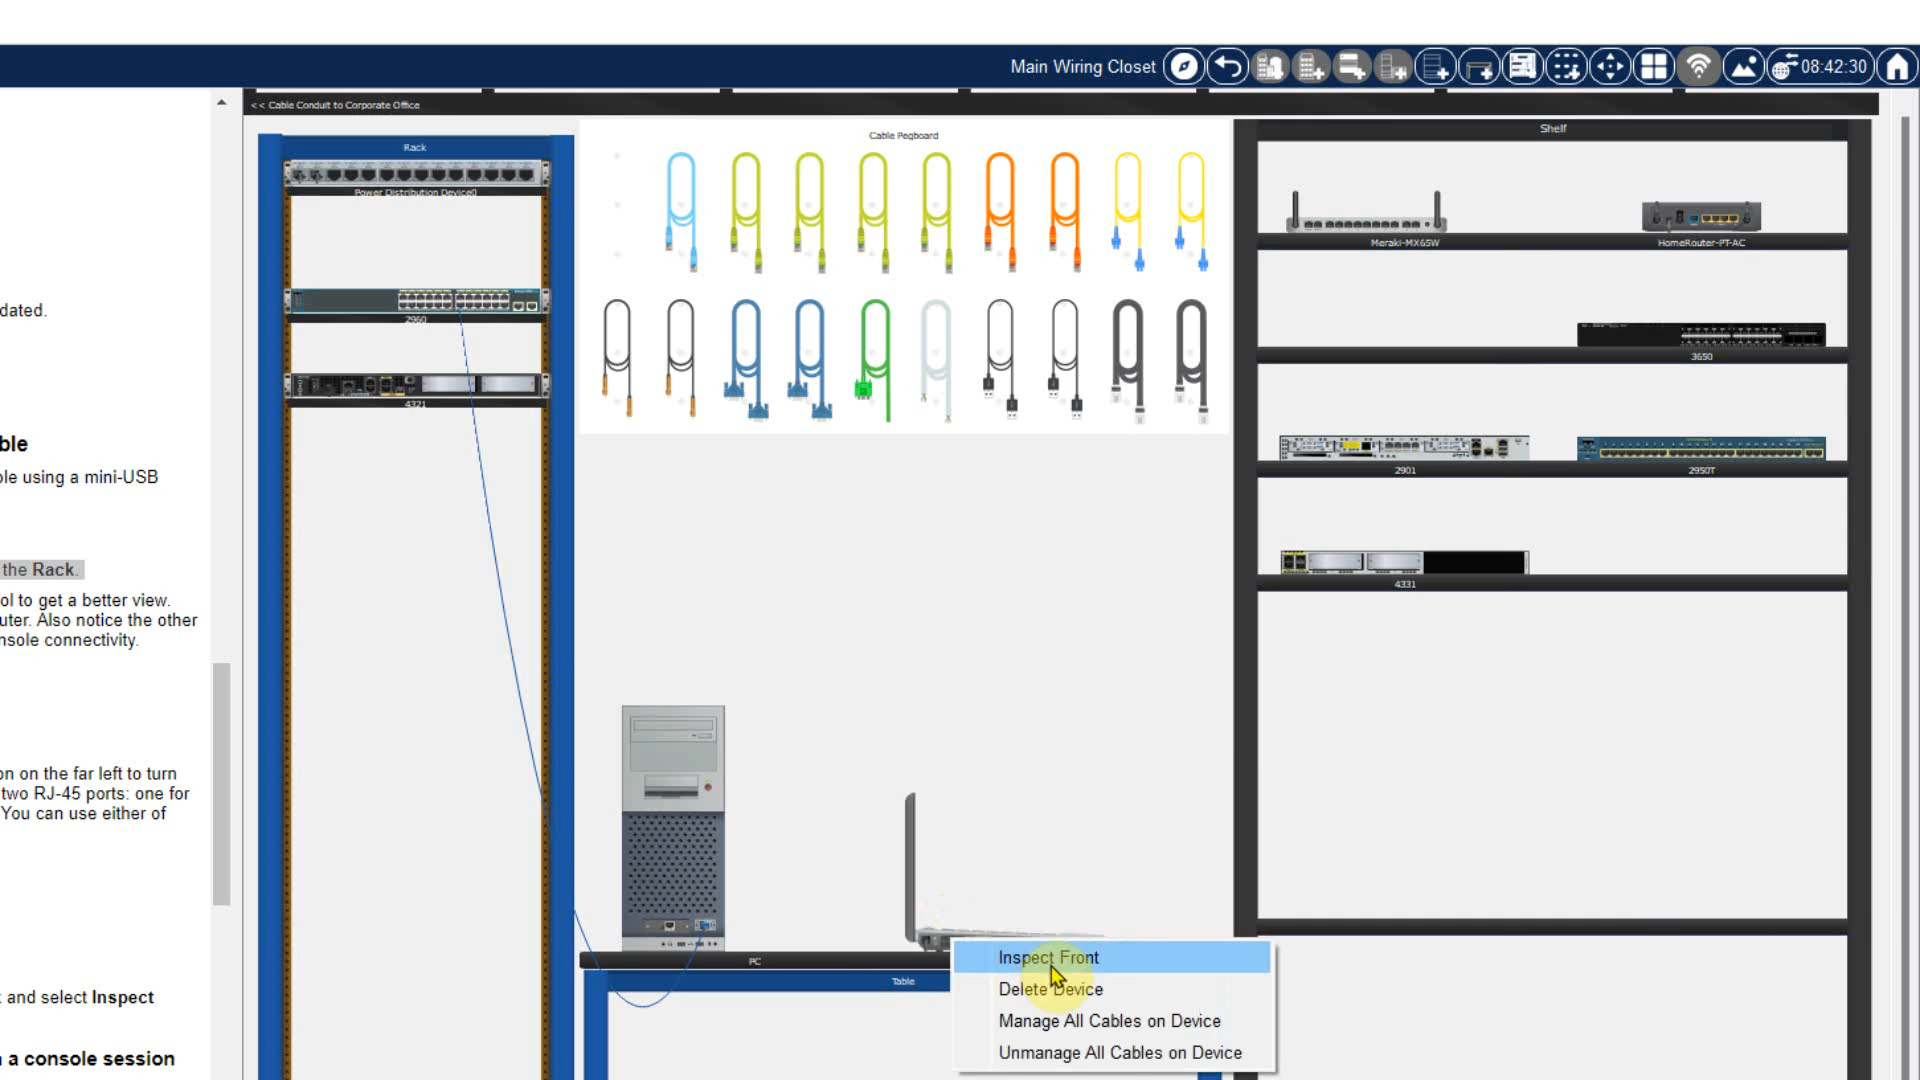 Main Wiring Closet
08:42:30
<< Cable Conduit to Corporate Office
Rack
Power Distribution Device0
2960
4321
Cable Pegboard
Shelf
Meraki-MX65W
HomeRouter-PT-AC
3650
2901
2950T
4331
PC
Table
Inspect Front
Delete Device
Manage All Cables on Device
Unmanage All Cables on Device
dated.
ble
ole using a mini-USB
the Rack.
ol to get a better view.
uter. Also notice the other
nsole connectivity.
on on the far left to turn
two RJ-45 ports: one for
You can use either of
and select Inspect
a console session